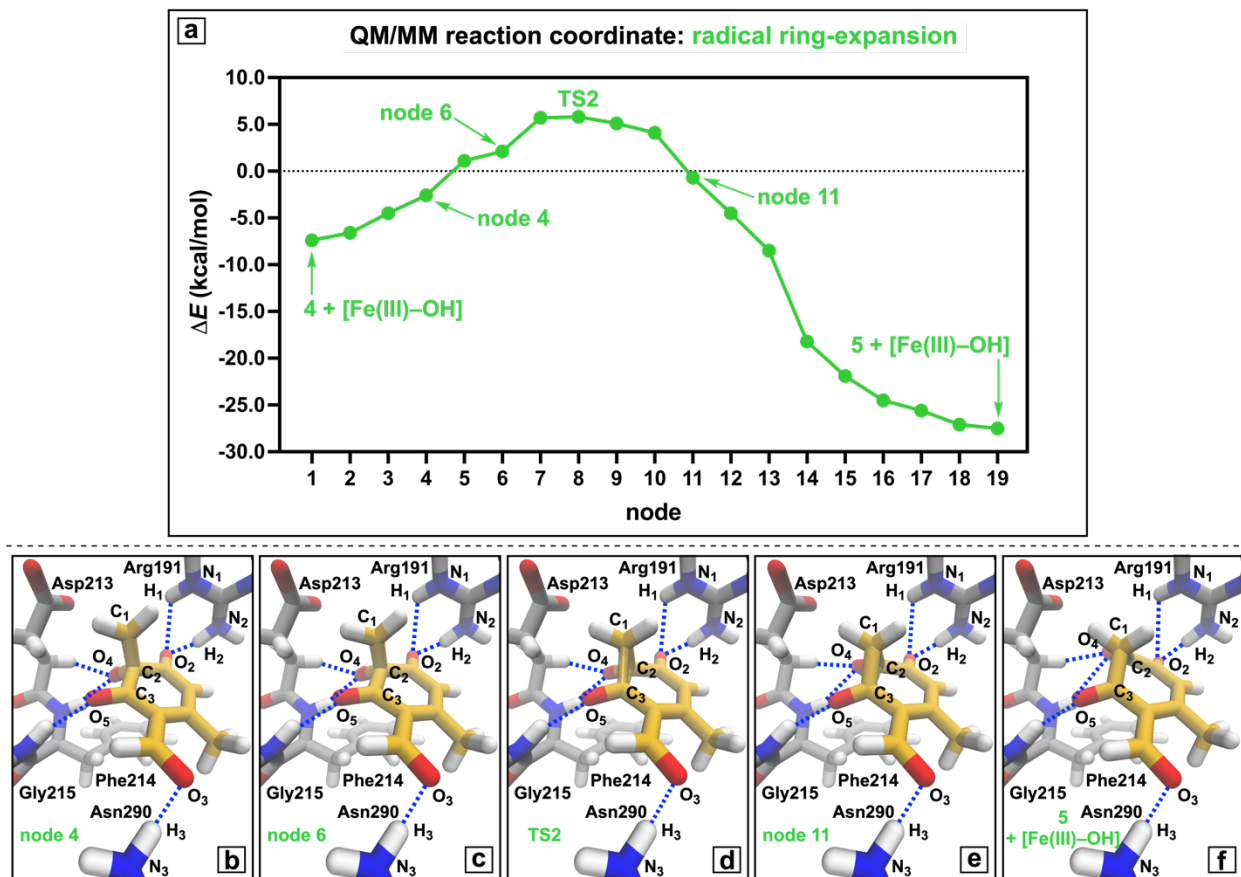 a
QM/MM reaction coordinate: radical ring-expansion
10.0
5.0
0.0
-5.0
-10.0
-15.0
-20.0
-25.0
-30.0
ΔE (kcal/mol)
TS2
node 6
node 4
node 11
4 + [Fe(III)–OH]
5 + [Fe(III)–OH]
1 2 3 4 5 6 7 8 9 10 11 12 13 14 15 16 17 18 19
node
Arg191
N1
Asp213
H1
C1
N2
H2
O4
C2
O2
C3
O5
Phe214
Gly215
O3
Asn290
H3
node 4
N3
b
Arg191
N1
Asp213
H1
C1
N2
H2
O4
C2
O2
C3
O5
Phe214
Gly215
O3
Asn290
H3
node 6
N3
c
Arg191
N1
Asp213
H1
C1
N2
H2
O4
C2
O2
C3
O5
Phe214
Gly215
O3
Asn290
H3
TS2
N3
d
Arg191
N1
Asp213
H1
C1
N2
H2
O4
C2
O2
C3
O5
Phe214
Gly215
O3
Asn290
H3
node 11
N3
e
Arg191
N1
Asp213
H1
C1
N2
H2
O4
C2
O2
C3
O5
Phe214
Gly215
O3
Asn290
5
H3
+ [Fe(III)–OH]
N3
f